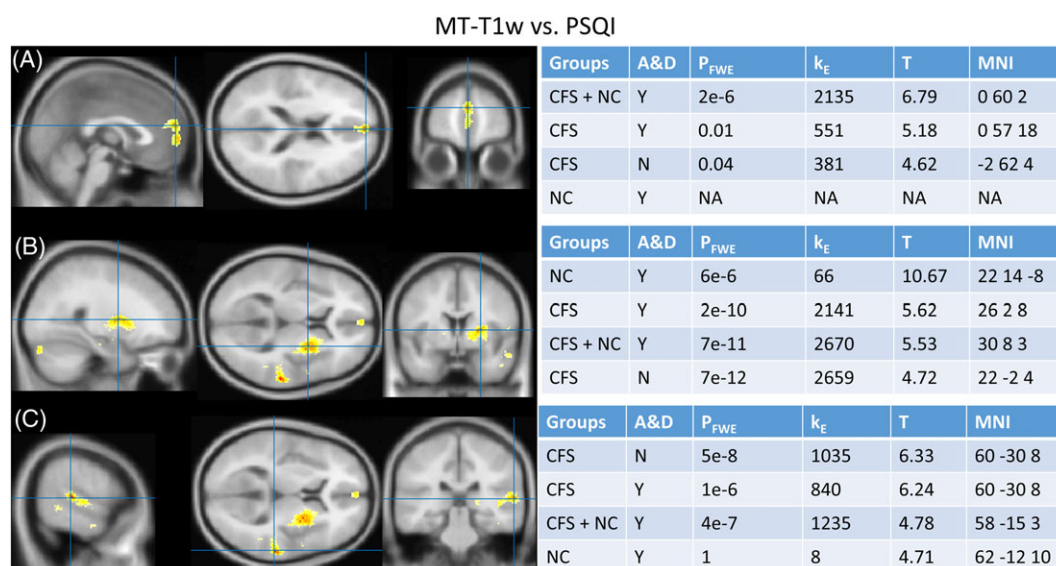 MT-T1w vs. PSQI
(A)
Groups A&D P_FWE k_E T MNI
CFS + NC Y 2e-6 2135 6.79 0 60 2
CFS Y 0.01 551 5.18 0 57 18
CFS N 0.04 381 4.62 -2 62 4
NC Y NA NA NA NA
(B)
Groups A&D P_FWE k_E T MNI
NC Y 6e-6 66 10.67 22 14 -8
CFS Y 2e-10 2141 5.62 26 2 8
CFS + NC Y 7e-11 2670 5.53 30 8 3
CFS N 7e-12 2659 4.72 22 -2 4
(C)
Groups A&D P_FWE k_E T MNI
CFS N 5e-8 1035 6.33 60 -30 8
CFS Y 1e-6 840 6.24 60 -30 8
CFS + NC Y 4e-7 1235 4.78 58 -15 3
NC Y 1 8 4.71 62 -12 10